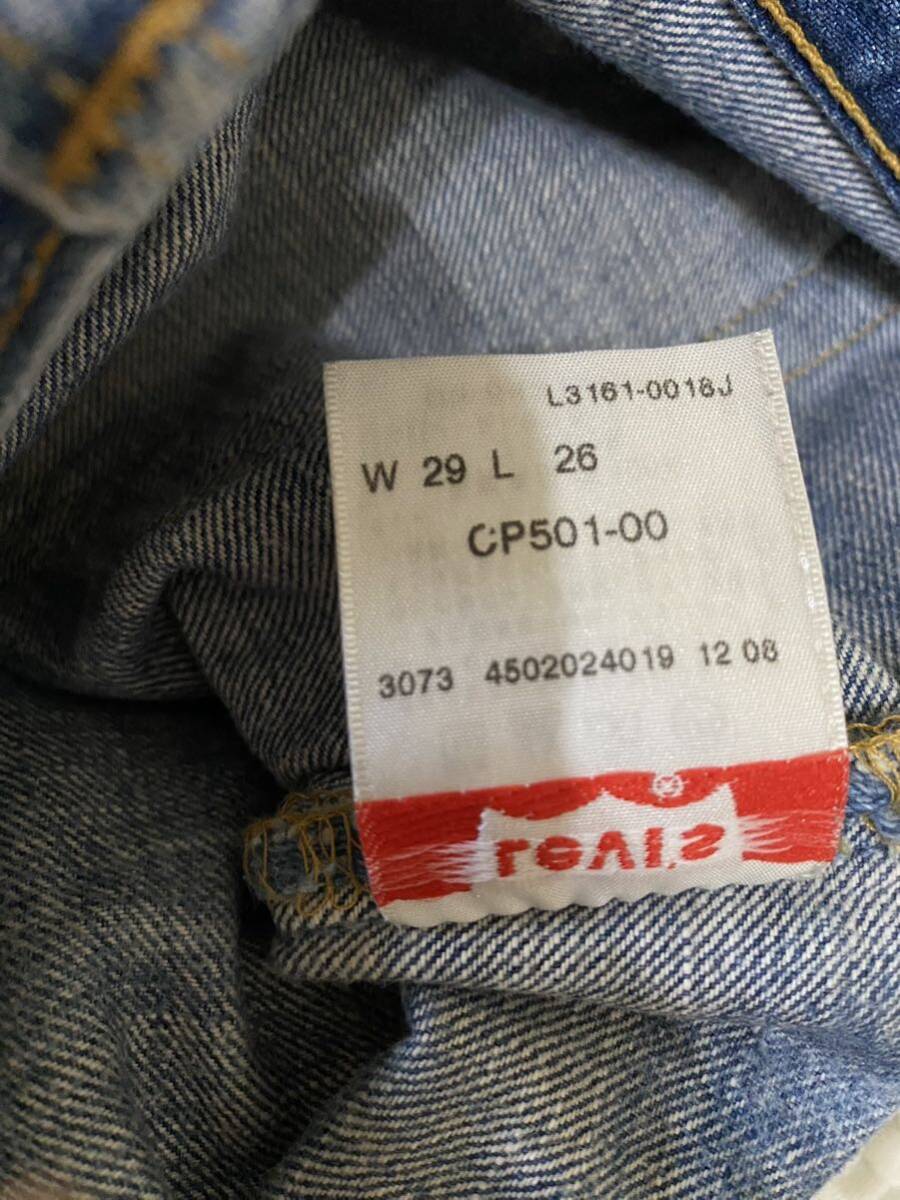 L3161-0018J
W 29 L 26
CP501-00
3073 4502024019 12 08
®
Levi's